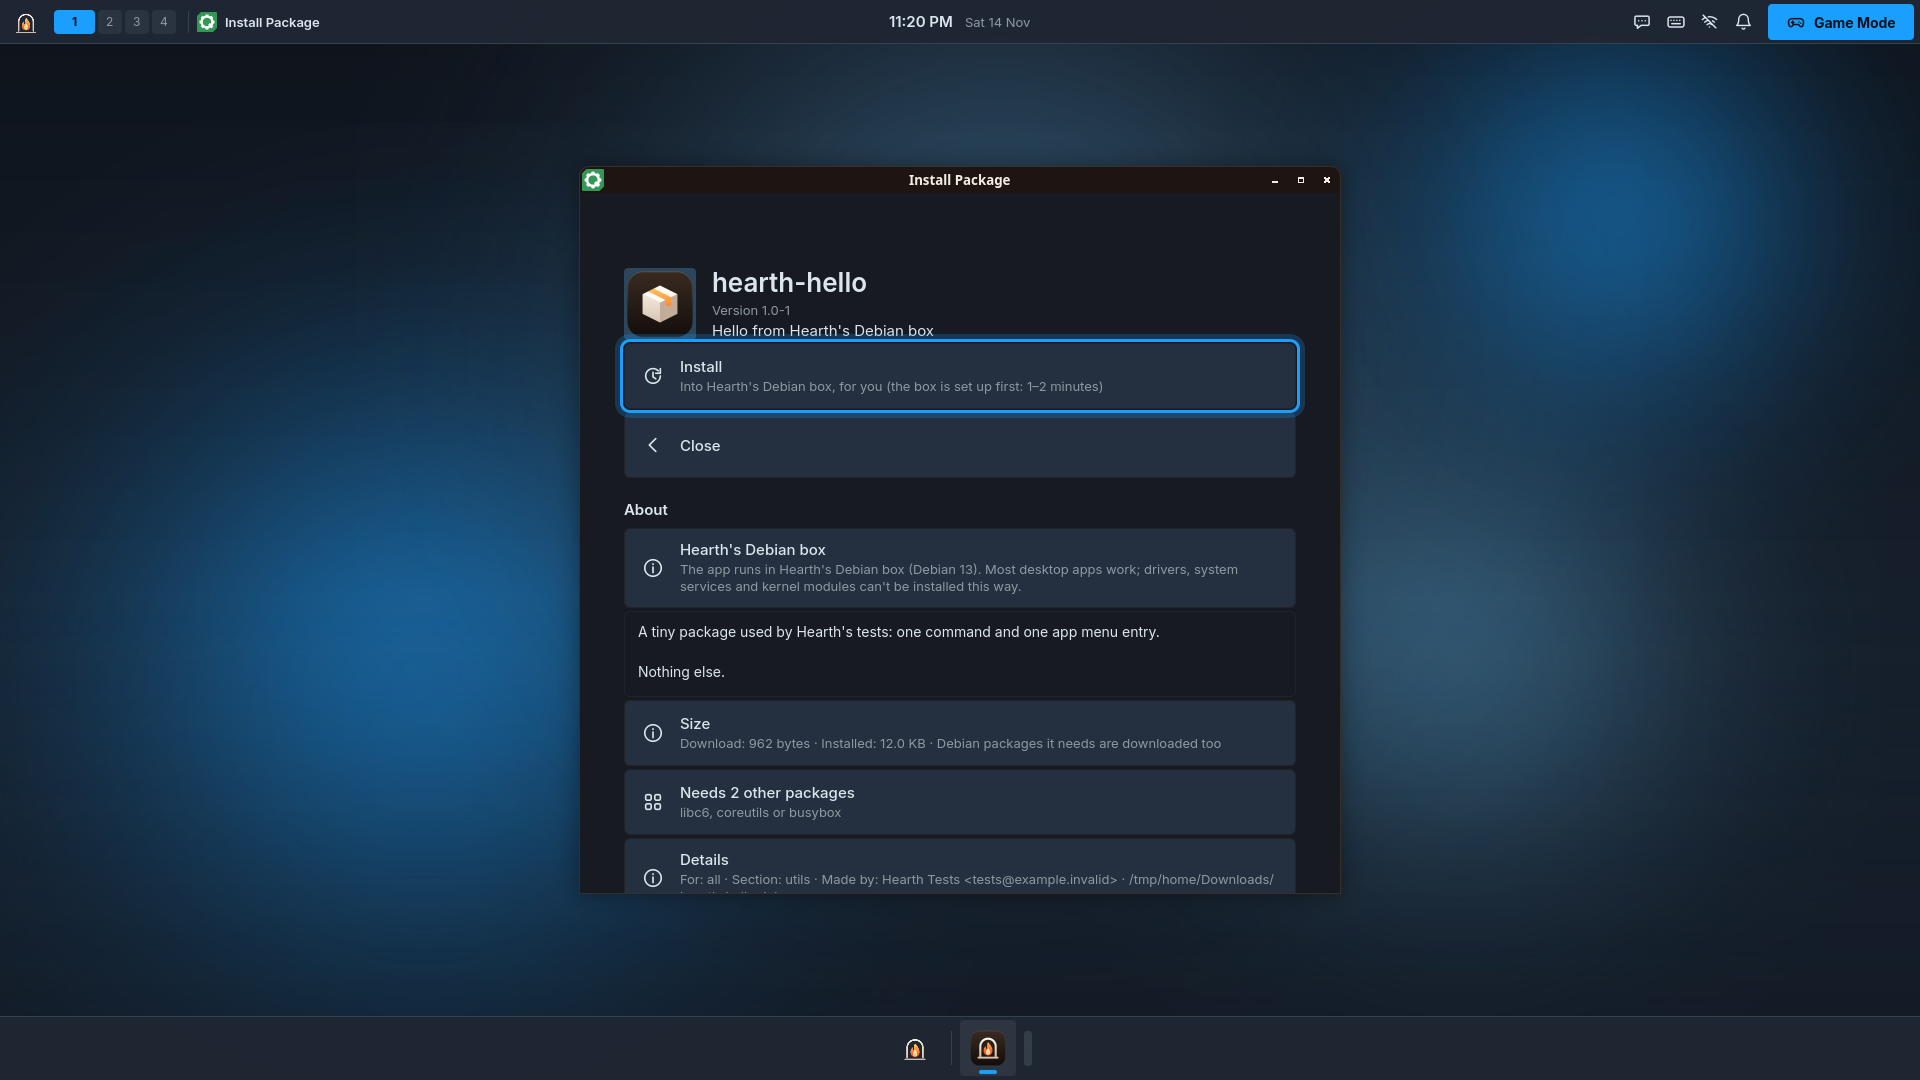 1
2
3
4
Install Package
11:20 PM
Sat 14 Nov
Game Mode
Install Package
hearth-hello
Version 1.0-1
Hello from Hearth's Debian box
Install
Into Hearth's Debian box, for you (the box is set up first: 1–2 minutes)
Close
About
Hearth's Debian box
The app runs in Hearth's Debian box (Debian 13). Most desktop apps work; drivers, system
services and kernel modules can't be installed this way.
A tiny package used by Hearth's tests: one command and one app menu entry.
Nothing else.
Size
Download: 962 bytes · Installed: 12.0 KB · Debian packages it needs are downloaded too
Needs 2 other packages
libc6, coreutils or busybox
Details
For: all · Section: utils · Made by: Hearth Tests <tests@example.invalid> · /tmp/home/Downloads/